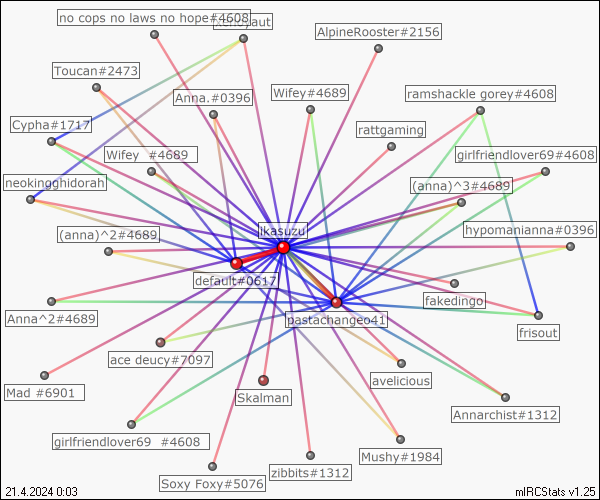 no cops no laws no hope#4608
AlpineRooster#2156
Toucan#2473
Anna.#0396
Wifey#4689
ramshackle gorey#4608
Cypha#1717
rattgaming
Wifey  #4689
girlfriendlover69#4608
neokingghidorah
(anna)^3#4689
(anna)^2#4689
ikasuzu
hypomanianna#0396
default#0617
fakedingo
Anna^2#4689
pastachangeo41
frisout
ace deucy#7097
avelicious
Mad #6901
Skalman
Annarchist#1312
girlfriendlover69  #4608
Mushy#1984
Soxy Foxy#5076
zibbits#1312
21.4.2024 0:03
mIRCStats v1.25